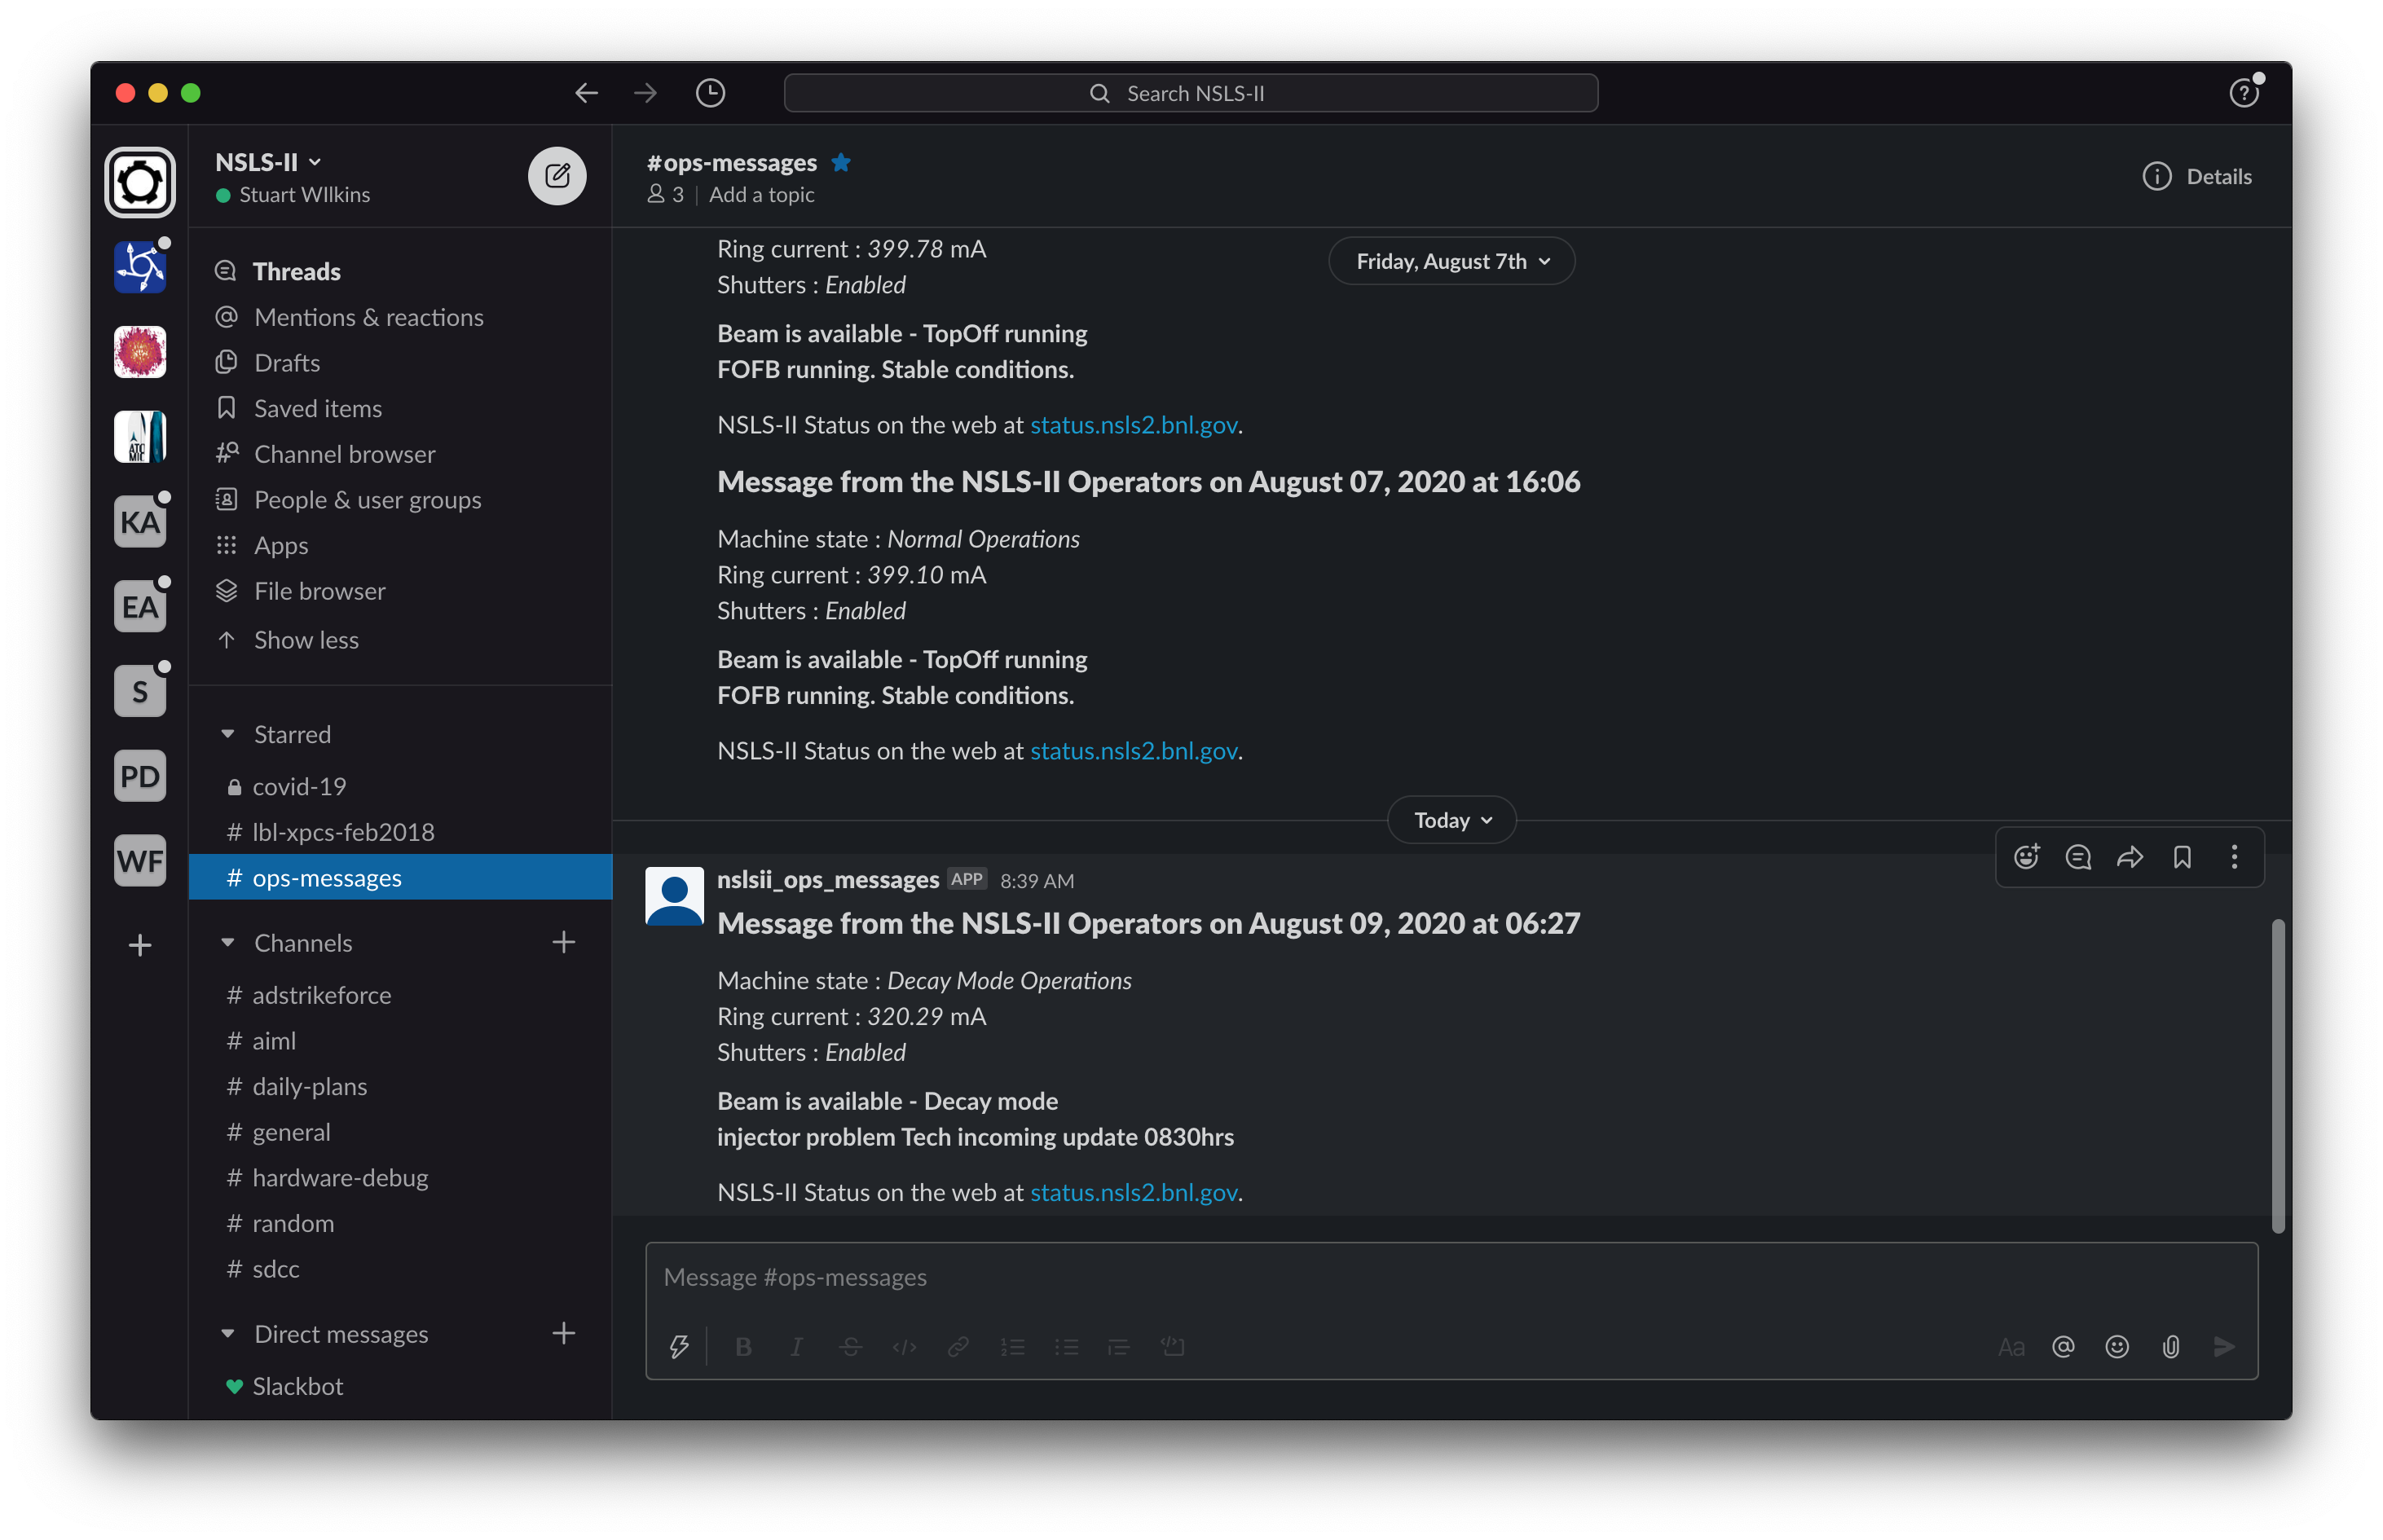 Search NSLS-II
NSLS-II
Stuart WIlkins
Threads
Mentions & reactions
Drafts
Saved items
Channel browser
People & user groups
Apps
File browser
Show less
Starred
covid-19
# lbl-xpcs-feb2018
# ops-messages
Channels
# adstrikeforce
# aiml
# daily-plans
# general
# hardware-debug
# random
# sdcc
Direct messages
Slackbot
ATO
MIC
KA
EA
S
PD
WF
#ops-messages
3 | Add a topic
Details
Friday, August 7th
Ring current : 399.78 mA
Shutters : Enabled
Beam is available - TopOff running
FOFB running. Stable conditions.
NSLS-II Status on the web at status.nsls2.bnl.gov.
Message from the NSLS-II Operators on August 07, 2020 at 16:06
Machine state : Normal Operations
Ring current : 399.10 mA
Shutters : Enabled
Beam is available - TopOff running
FOFB running. Stable conditions.
NSLS-II Status on the web at status.nsls2.bnl.gov.
Today
nslsii_ops_messages APP 8:39 AM
Message from the NSLS-II Operators on August 09, 2020 at 06:27
Machine state : Decay Mode Operations
Ring current : 320.29 mA
Shutters : Enabled
Beam is available - Decay mode
injector problem Tech incoming update 0830hrs
NSLS-II Status on the web at status.nsls2.bnl.gov.
Message #ops-messages
B I S </> Aa @